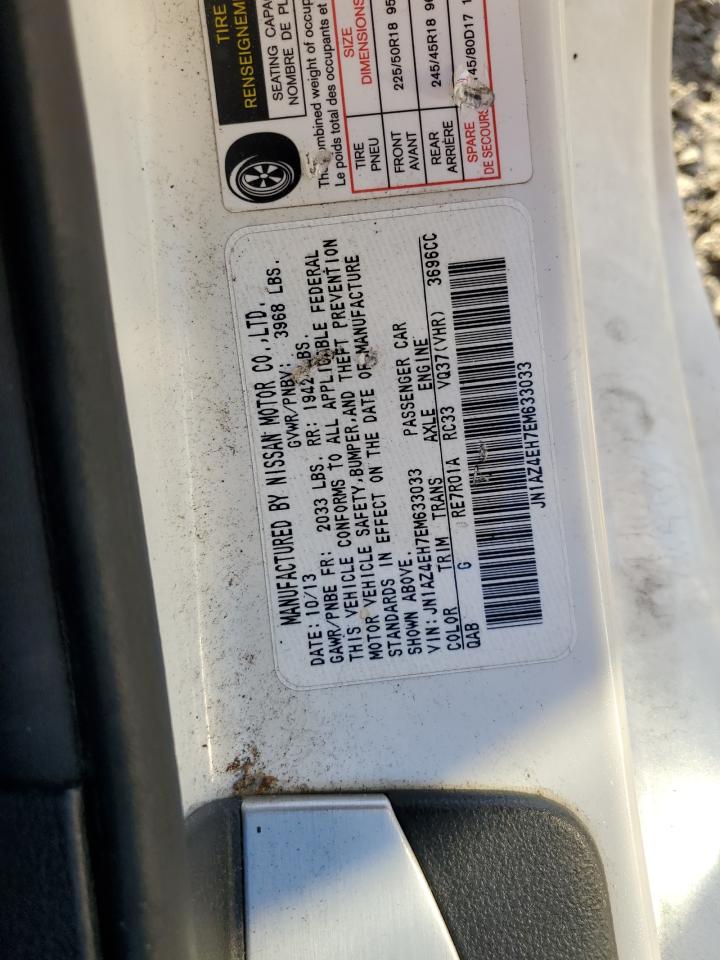 TIRE
RENSEIGNEM
SEATING CAPA
NOMBRE DE PL
The combined weight of occup
Le poids total des occupants et
TIRE SIZE
PNEU DIMENSIONS
FRONT 225/50R18 95
AVANT
REAR 245/45R18 96
ARRIÈRE
SPARE 45/80D17 1
DE SECOURS
MANUFACTURED BY NISSAN MOTOR CO.,LTD.
DATE: 10/13 GVWR/PNBV: 3968 LBS.
GAWR/PNBE FR: 2033 LBS. RR: 1942 LBS.
THIS VEHICLE CONFORMS TO ALL APPLICABLE FEDERAL
MOTOR VEHICLE SAFETY,BUMPER,AND THEFT PREVENTION
STANDARDS IN EFFECT ON THE DATE OF MANUFACTURE
SHOWN ABOVE.
VIN:JN1AZ4EH7EM633033 PASSENGER CAR
COLOR TRIM TRANS AXLE ENGINE
QAB G RE7R01A RC33 VQ37(VHR) 3696CC
JN1AZ4EH7EM633033